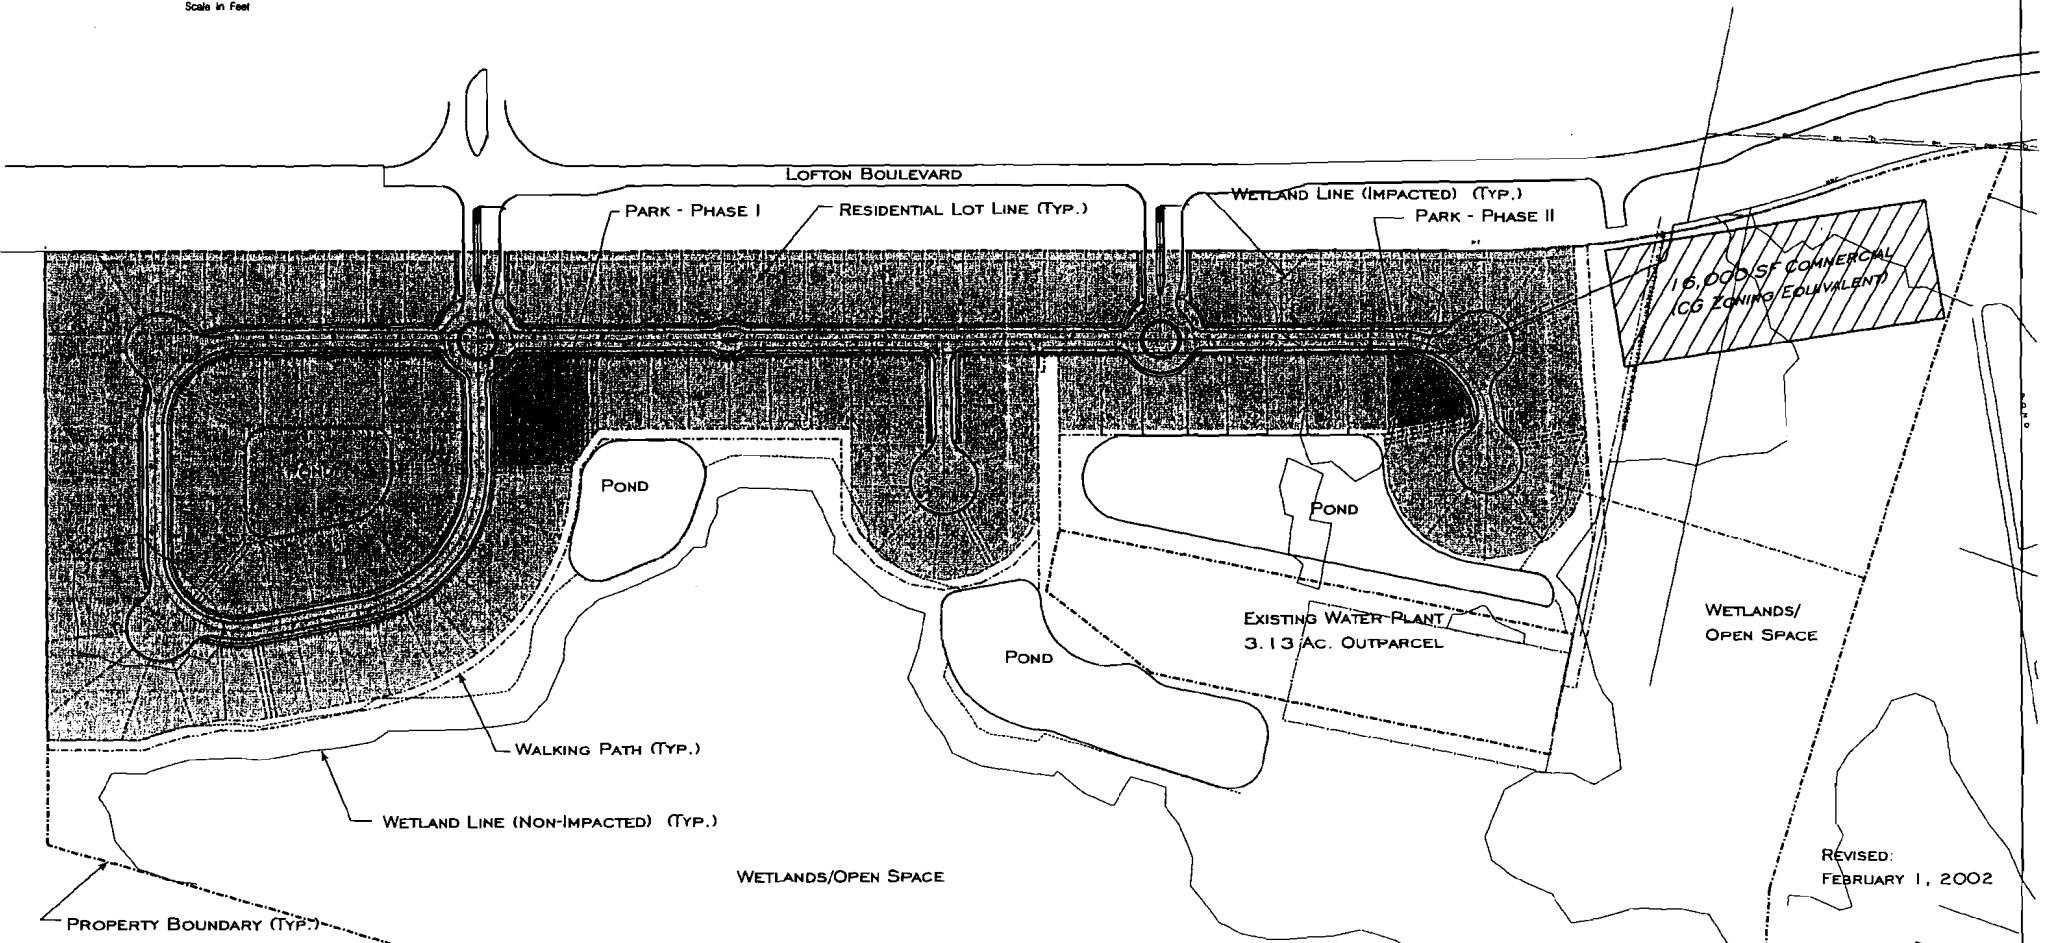 Scale in Feet
LOFTON BOULEVARD
PARK - PHASE I
RESIDENTIAL LOT LINE (TYP.)
WETLAND LINE (IMPACTED) (TYP.)
PARK - PHASE II
16,000 SF COMMERCIAL
(CG ZONING EQUIVALENT)
POND
POND
POND
EXISTING WATER PLANT
3.13 AC. OUTPARCEL
WETLANDS/
OPEN SPACE
POND
WALKING PATH (TYP.)
WETLAND LINE (NON-IMPACTED) (TYP.)
WETLANDS/OPEN SPACE
REVISED:
FEBRUARY 1, 2002
PROPERTY BOUNDARY (TYP.)